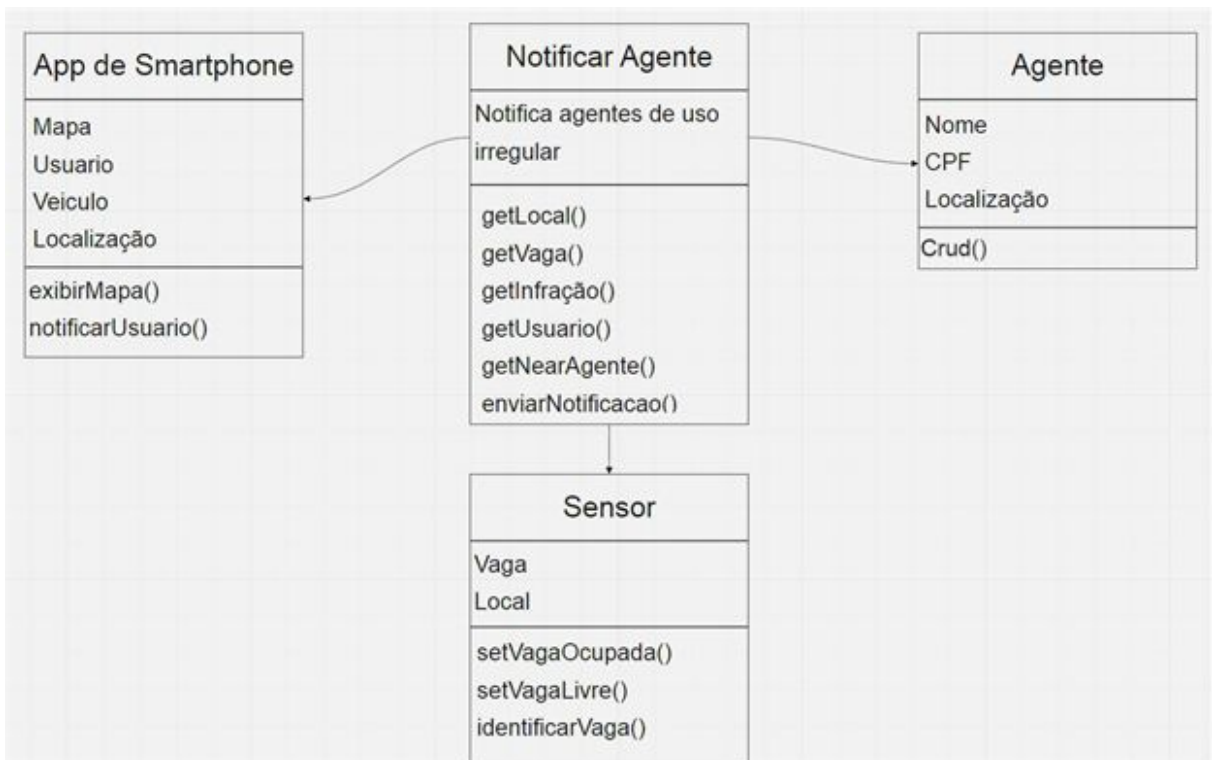 App de Smartphone
Mapa
Usuario
Veiculo
Localização
exibirMapa()
notificarUsuario()
Notificar Agente
Notifica agentes de uso
irregular
getLocal()
getVaga()
getInfração()
getUsuario()
getNearAgente()
enviarNotificacao()
Agente
Nome
CPF
Localização
Crud()
Sensor
Vaga
Local
setVagaOcupada()
setVagaLivre()
identificarVaga()